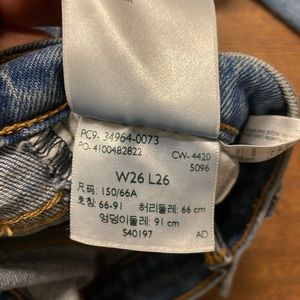 PC9- 34964-0073
PO- 4100482822 CW- 4420
5096
W26 L26
尺码: 150/66A
호칭: 66-91 허리둘레: 66 cm
엉덩이둘레: 91 cm
S40197 AD